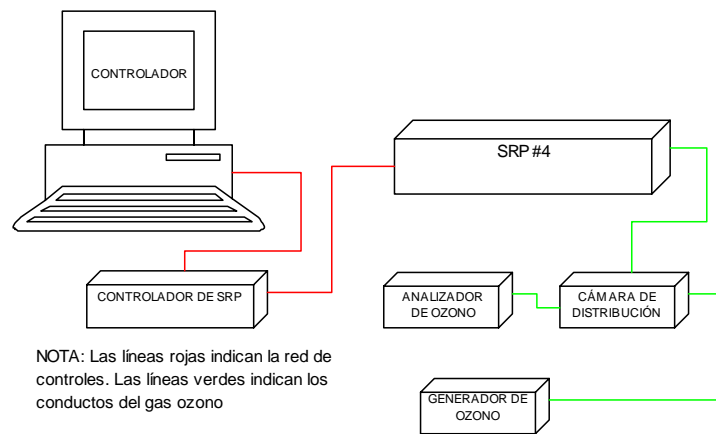 CONTROLADOR
SRP #4
CONTROLADOR DE SRP
ANALIZADOR
DE OZONO
CÁMARA DE
DISTRIBUCIÓN
NOTA: Las líneas rojas indican la red de
controles. Las líneas verdes indican los
conductos del gas ozono
GENERADOR DE
OZONO